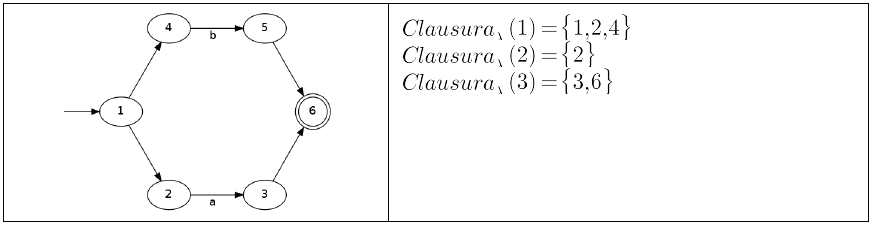 4
b
5
1
6
2
a
3
Clausura\ (1) = {1,2,4}
Clausura\ (2) = {2}
Clausura\ (3) = {3,6}